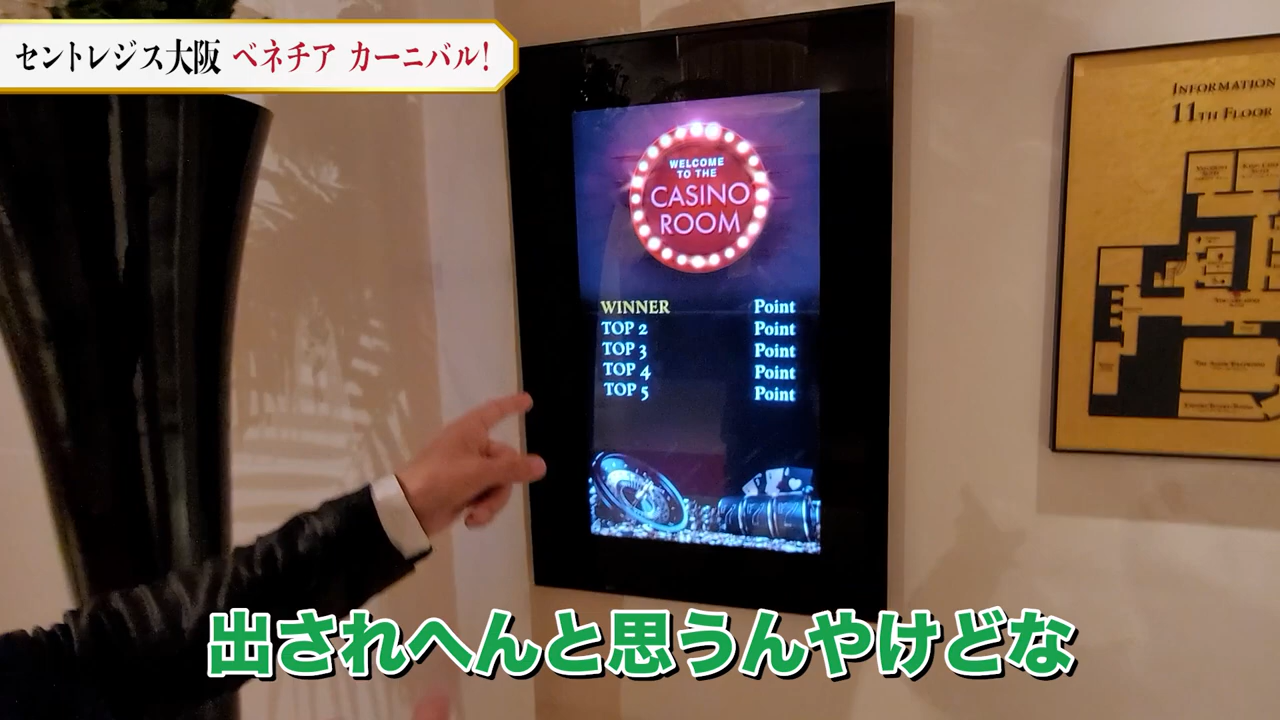 セントレジス大阪 ベネチア カーニバル!
INFORMATION
11TH FLOOR
WELCOME
TO THE
CASINO
ROOM
WINNER Point
TOP 2 Point
TOP 3 Point
TOP 4 Point
TOP 5 Point
出されへんと思うんやけどな